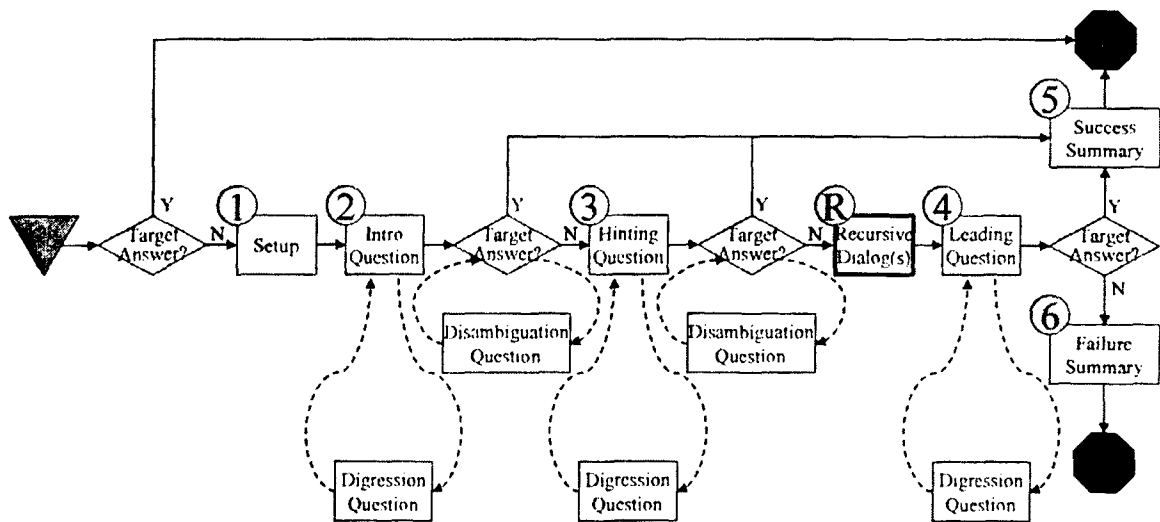 5
Success
Summary
Y
1
2
3
Y
Y
R
4
Y
Target
Answer?
N
Setup
Intro
Question
Target
Answer?
N
Hinting
Question
Target
Answer?
N
Recursive
Dialog(s)
Leading
Question
Target
Answer?
N
Disambiguation
Question
Disambiguation
Question
6
Failure
Summary
Digression
Question
Digression
Question
Digression
Question